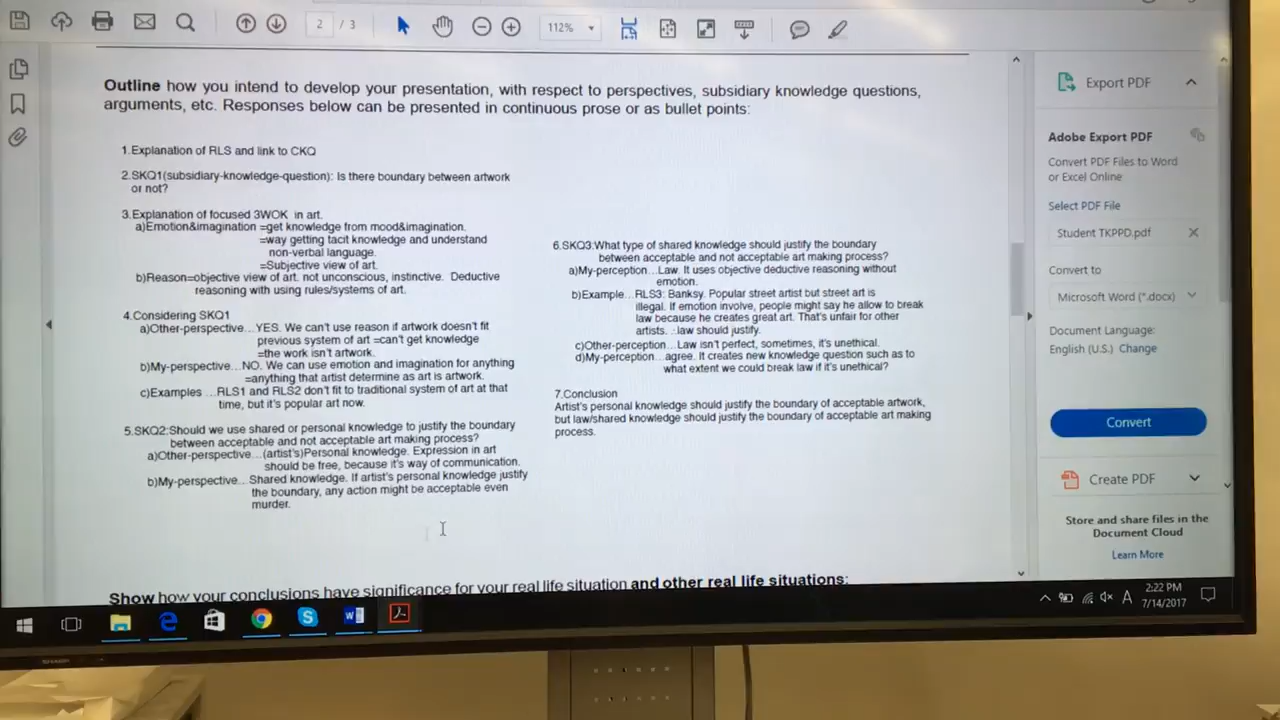 2 / 3
112%
Outline how you intend to develop your presentation, with respect to perspectives, subsidiary knowledge questions,
arguments, etc. Responses below can be presented in continuous prose or as bullet points:
1.Explanation of RLS and link to CKQ
2.SKQ1(subsidiary-knowledge-question): Is there boundary between artwork
or not?
3.Explanation of focused 3WOK in art.
a)Emotion&imagination =get knowledge from mood&imagination.
=way getting tacit knowledge and understand
non-verbal language.
=Subjective view of art.
b)Reason=objective view of art. not unconscious, instinctive. Deductive
reasoning with using rules/systems of art.
4.Considering SKQ1
a)Other-perspective...YES. We can't use reason if artwork doesn't fit
previous system of art =can't get knowledge
=the work isn't artwork.
b)My-perspective...NO. We can use emotion and imagination for anything
=anything that artist determine as art is artwork.
c)Examples ...RLS1 and RLS2 don't fit to traditional system of art at that
time, but it's popular art now.
5.SKQ2:Should we use shared or personal knowledge to justify the boundary
between acceptable and not acceptable art making process?
a)Other-perspective...(artist's)Personal knowledge. Expression in art
should be free, because it's way of communication.
b)My-perspective... Shared knowledge. If artist's personal knowledge justify
the boundary, any action might be acceptable even
murder.
6.SKQ3:What type of shared knowledge should justify the boundary
between acceptable and not acceptable art making process?
a)My-perception...Law. It uses objective deductive reasoning without
emotion.
b)Example...RLS3: Banksy. Popular street artist but street art is
illegal. If emotion involve, people might say he allow to break
law because he creates great art. That's unfair for other
artists. ∴law should justify.
c)Other-perception...Law isn't perfect, sometimes, it's unethical.
d)My-perception...agree. It creates new knowledge question such as to
what extent we could break law if it's unethical?
7.Conclusion
Artist's personal knowledge should justify the boundary of acceptable artwork,
but law/shared knowledge should justify the boundary of acceptable art making
process.
Show how your conclusions have significance for your real life situation and other real life situations:
Export PDF
Adobe Export PDF
Convert PDF Files to Word
or Excel Online
Select PDF File
Student TKPPD.pdf
Convert to
Microsoft Word (*.docx)
Document Language:
English (U.S.) Change
Convert
Create PDF
Store and share files in the
Document Cloud
Learn More
2:22 PM
7/14/2017
SHARP